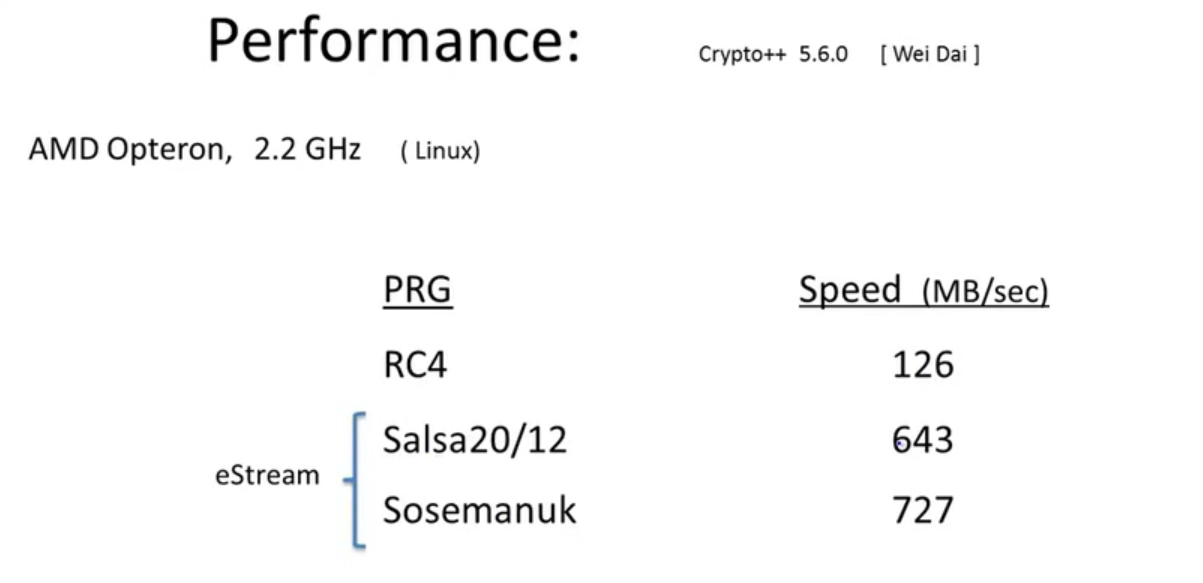 Performance: Crypto++ 5.6.0 [ Wei Dai ]
AMD Opteron, 2.2 GHz ( Linux)
PRG Speed (MB/sec)
RC4 126
Salsa20/12 643
eStream
Sosemanuk 727